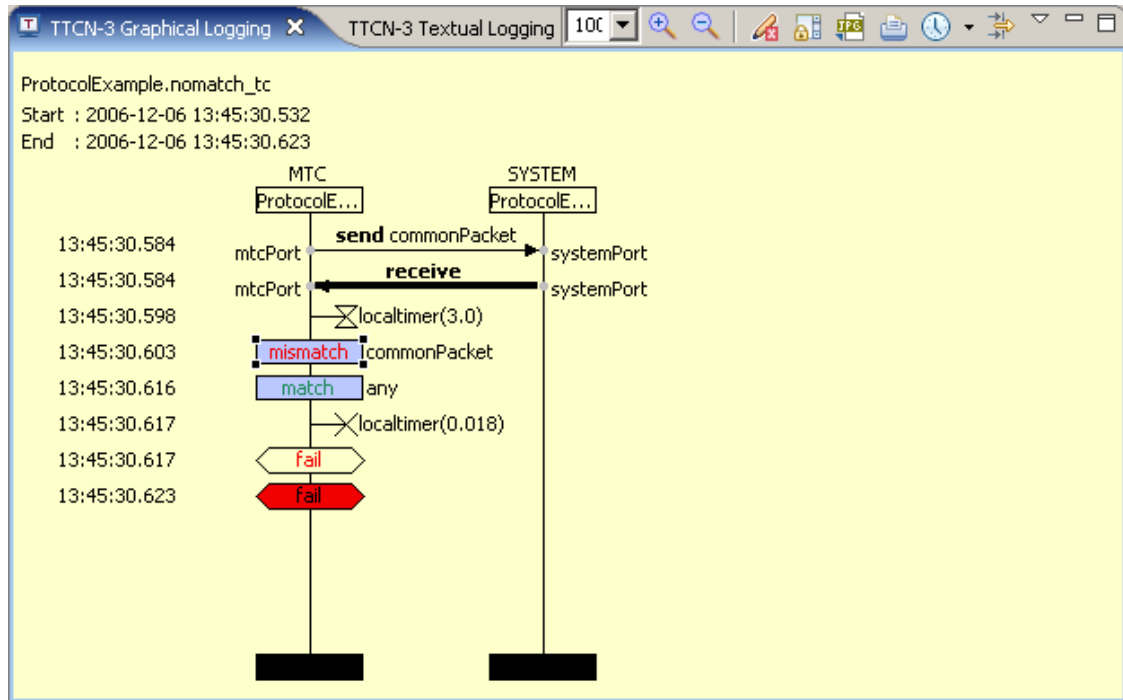 TTCN-3 Graphical Logging TTCN-3 Textual Logging 100
ProtocolExample.nomatch_tc
Start : 2006-12-06 13:45:30.532
End : 2006-12-06 13:45:30.623
MTC SYSTEM
ProtocolE... ProtocolE...
13:45:30.584 mtcPort send commonPacket systemPort
13:45:30.584 mtcPort receive systemPort
13:45:30.598 localtimer(3.0)
13:45:30.603 mismatch commonPacket
13:45:30.616 match any
13:45:30.617 localtimer(0.018)
13:45:30.617 fail
13:45:30.623 fail